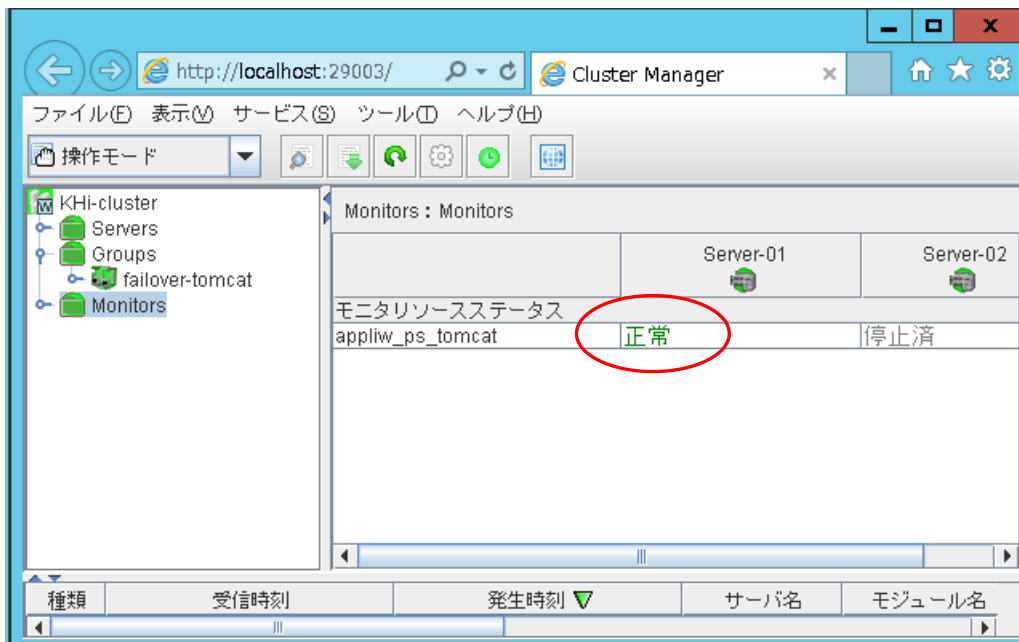 http://localhost:29003/
Cluster Manager
ファイル(F) 表示(V) サービス(S) ツール(T) ヘルプ(H)
操作モード
KHi-cluster
Servers
Groups
failover-tomcat
Monitors
Monitors : Monitors
Server-01 Server-02
モニタリソースステータス
appliw_ps_tomcat 正常 停止済
種類 受信時刻 発生時刻 サーバ名 モジュール名